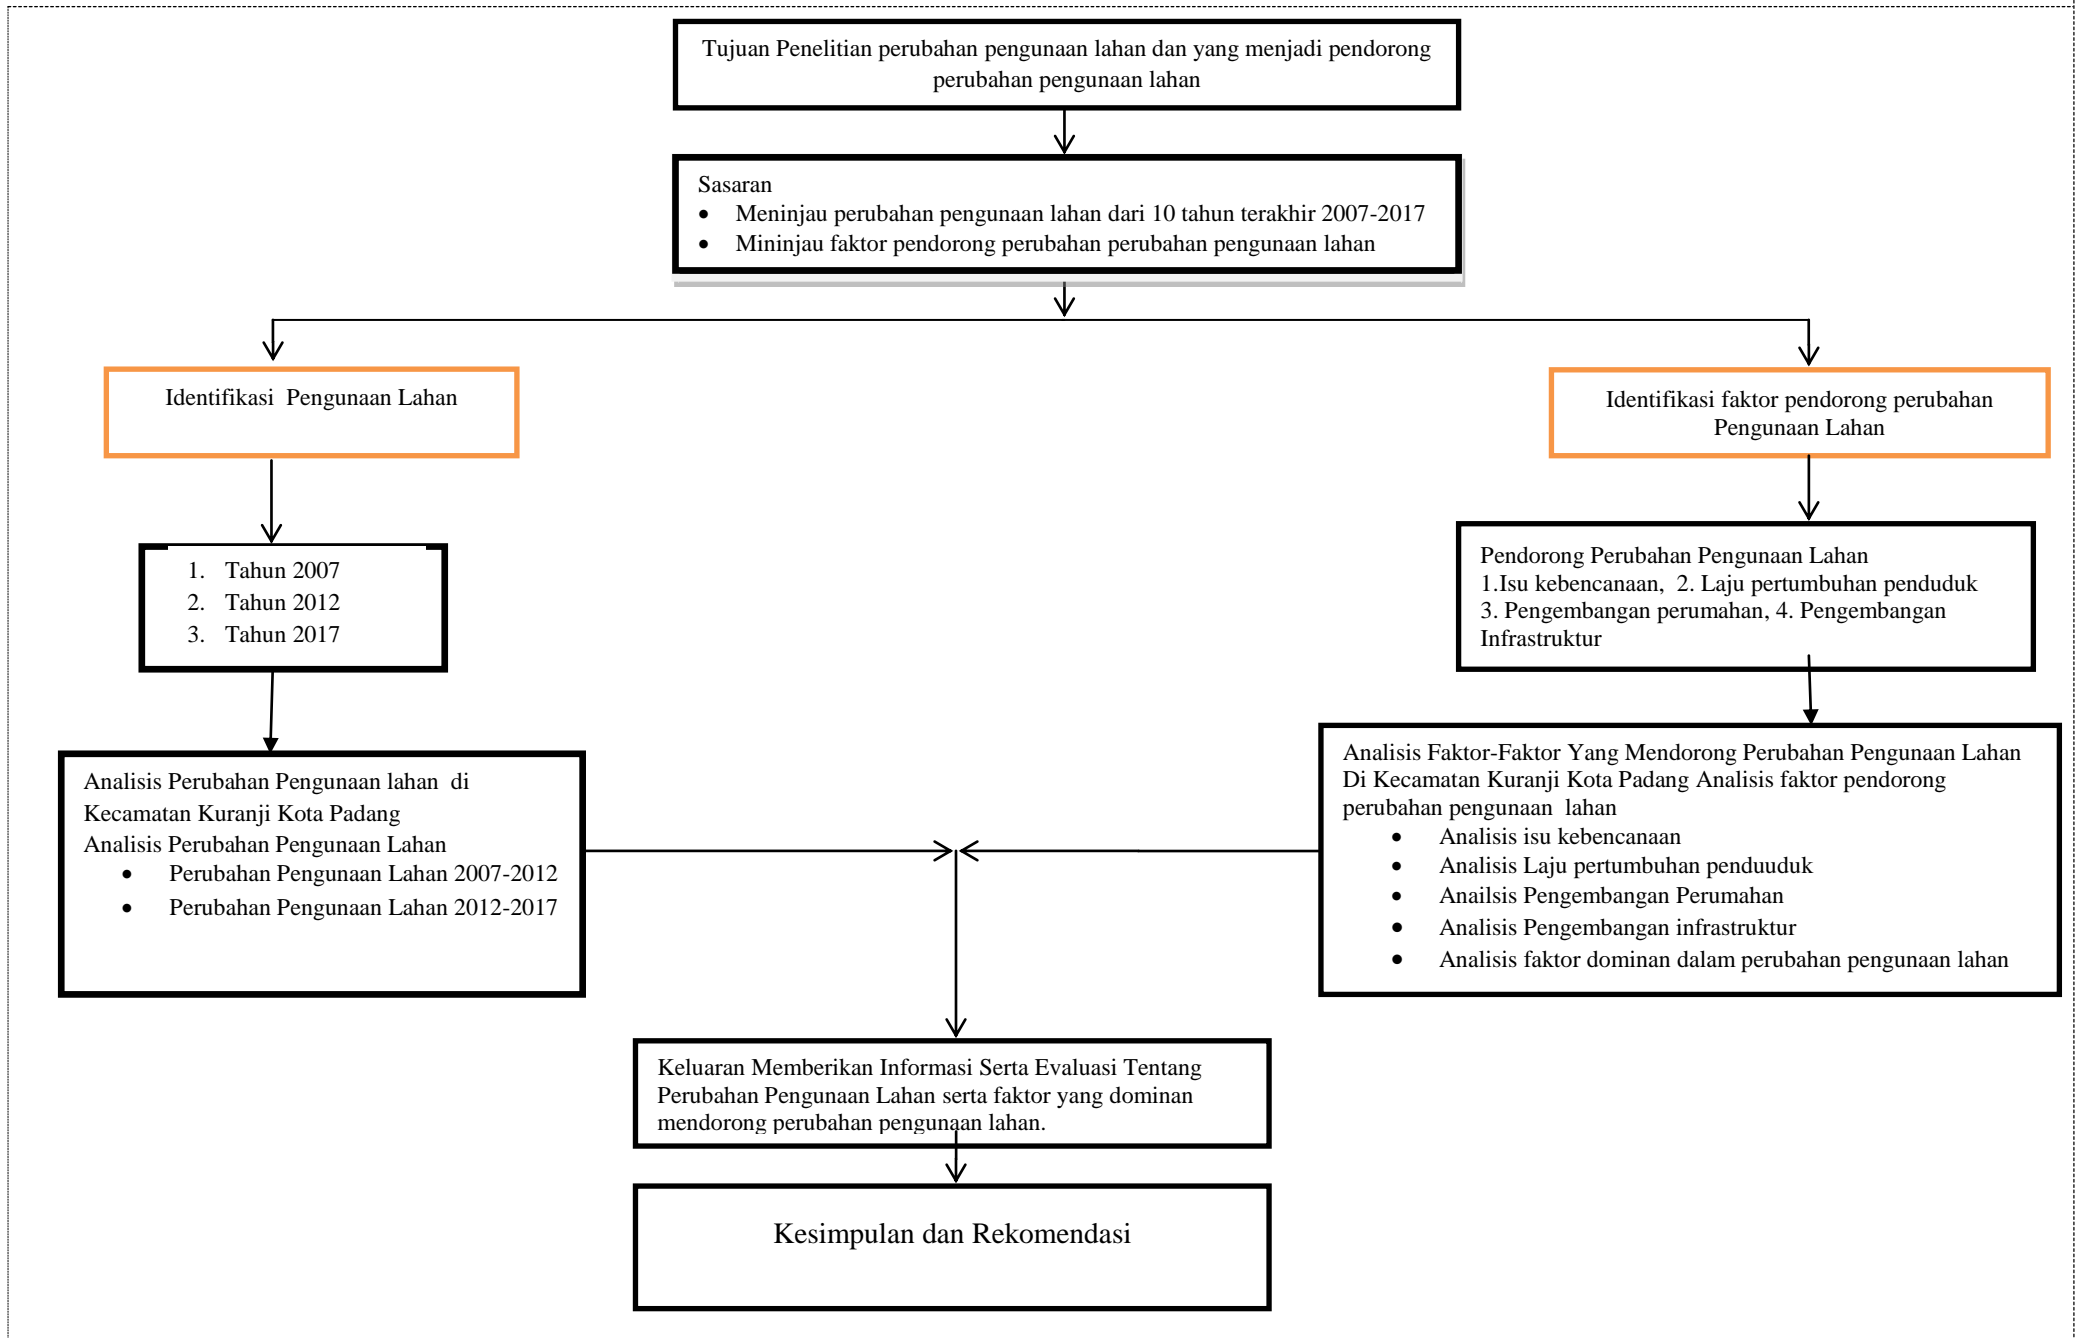 Tujuan Penelitian perubahan pengunaan lahan dan yang menjadi pendorong
perubahan pengunaan lahan
Sasaran
• Meninjau perubahan pengunaan lahan dari 10 tahun terakhir 2007-2017
• Mininjau faktor pendorong perubahan perubahan pengunaan lahan
Identifikasi Pengunaan Lahan
Identifikasi faktor pendorong perubahan
Pengunaan Lahan
1. Tahun 2007
2. Tahun 2012
3. Tahun 2017
Pendorong Perubahan Pengunaan Lahan
1.Isu kebencanaan, 2. Laju pertumbuhan penduduk
3. Pengembangan perumahan, 4. Pengembangan
Infrastruktur
Analisis Perubahan Pengunaan lahan di
Kecamatan Kuranji Kota Padang
Analisis Perubahan Pengunaan Lahan
• Perubahan Pengunaan Lahan 2007-2012
• Perubahan Pengunaan Lahan 2012-2017
Analisis Faktor-Faktor Yang Mendorong Perubahan Pengunaan Lahan
Di Kecamatan Kuranji Kota Padang Analisis faktor pendorong
perubahan pengunaan lahan
• Analisis isu kebencanaan
• Analisis Laju pertumbuhan penduuduk
• Anailsis Pengembangan Perumahan
• Analisis Pengembangan infrastruktur
• Analisis faktor dominan dalam perubahan pengunaan lahan
Keluaran Memberikan Informasi Serta Evaluasi Tentang
Perubahan Pengunaan Lahan serta faktor yang dominan
mendorong perubahan pengunaan lahan.
Kesimpulan dan Rekomendasi